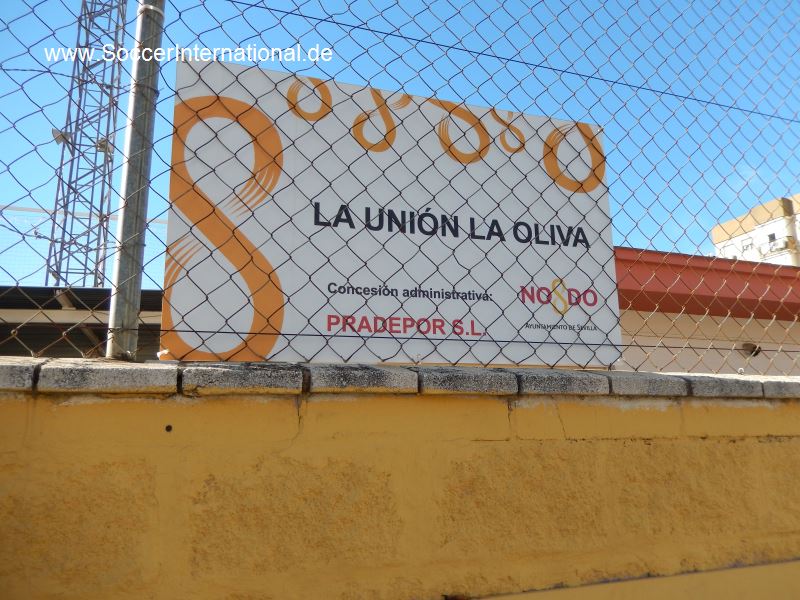 www.SoccerInternational.de
LA UNIÓN LA OLIVA
Concesión administrativa:
PRADEPOR S.L.
NO8DO
AYUNTAMIENTO DE SEVILLA